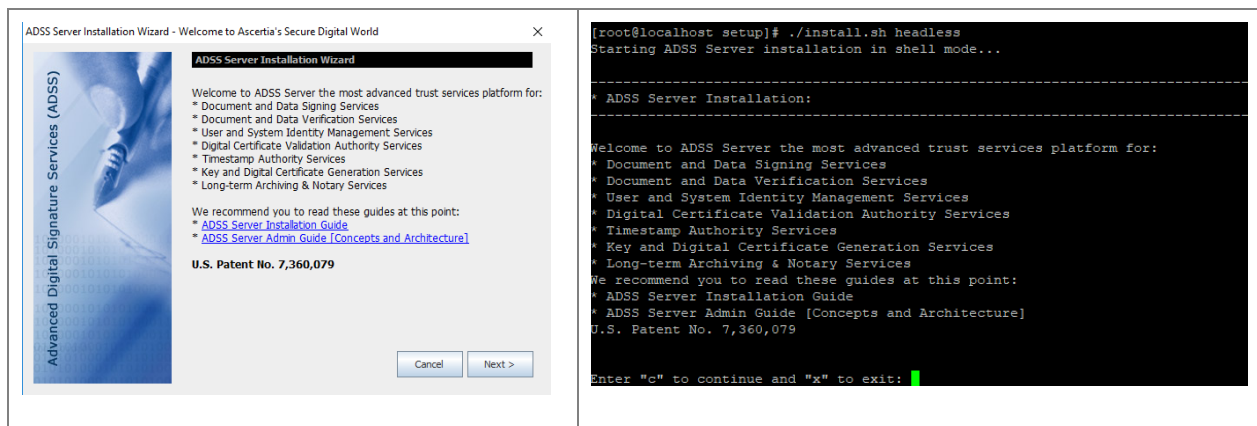 ADSS Server Installation Wizard - Welcome to Ascertia's Secure Digital World
Advanced Digital Signature Services (ADSS)
ADSS Server Installation Wizard
Welcome to ADSS Server the most advanced trust services platform for:
* Document and Data Signing Services
* Document and Data Verification Services
* User and System Identity Management Services
* Digital Certificate Validation Authority Services
* Timestamp Authority Services
* Key and Digital Certificate Generation Services
* Long-term Archiving & Notary Services
We recommend you to read these guides at this point:
* ADSS Server Installation Guide
* ADSS Server Admin Guide [Concepts and Architecture]
U.S. Patent No. 7,360,079
Cancel
Next >
[root@localhost setup]# ./install.sh headless
Starting ADSS Server installation in shell mode...
--------------------------------------------------------------------------------
* ADSS Server Installation:
--------------------------------------------------------------------------------
Welcome to ADSS Server the most advanced trust services platform for:
* Document and Data Signing Services
* Document and Data Verification Services
* User and System Identity Management Services
* Digital Certificate Validation Authority Services
* Timestamp Authority Services
* Key and Digital Certificate Generation Services
* Long-term Archiving & Notary Services
We recommend you to read these guides at this point:
* ADSS Server Installation Guide
* ADSS Server Admin Guide [Concepts and Architecture]
U.S. Patent No. 7,360,079
Enter "c" to continue and "x" to exit: